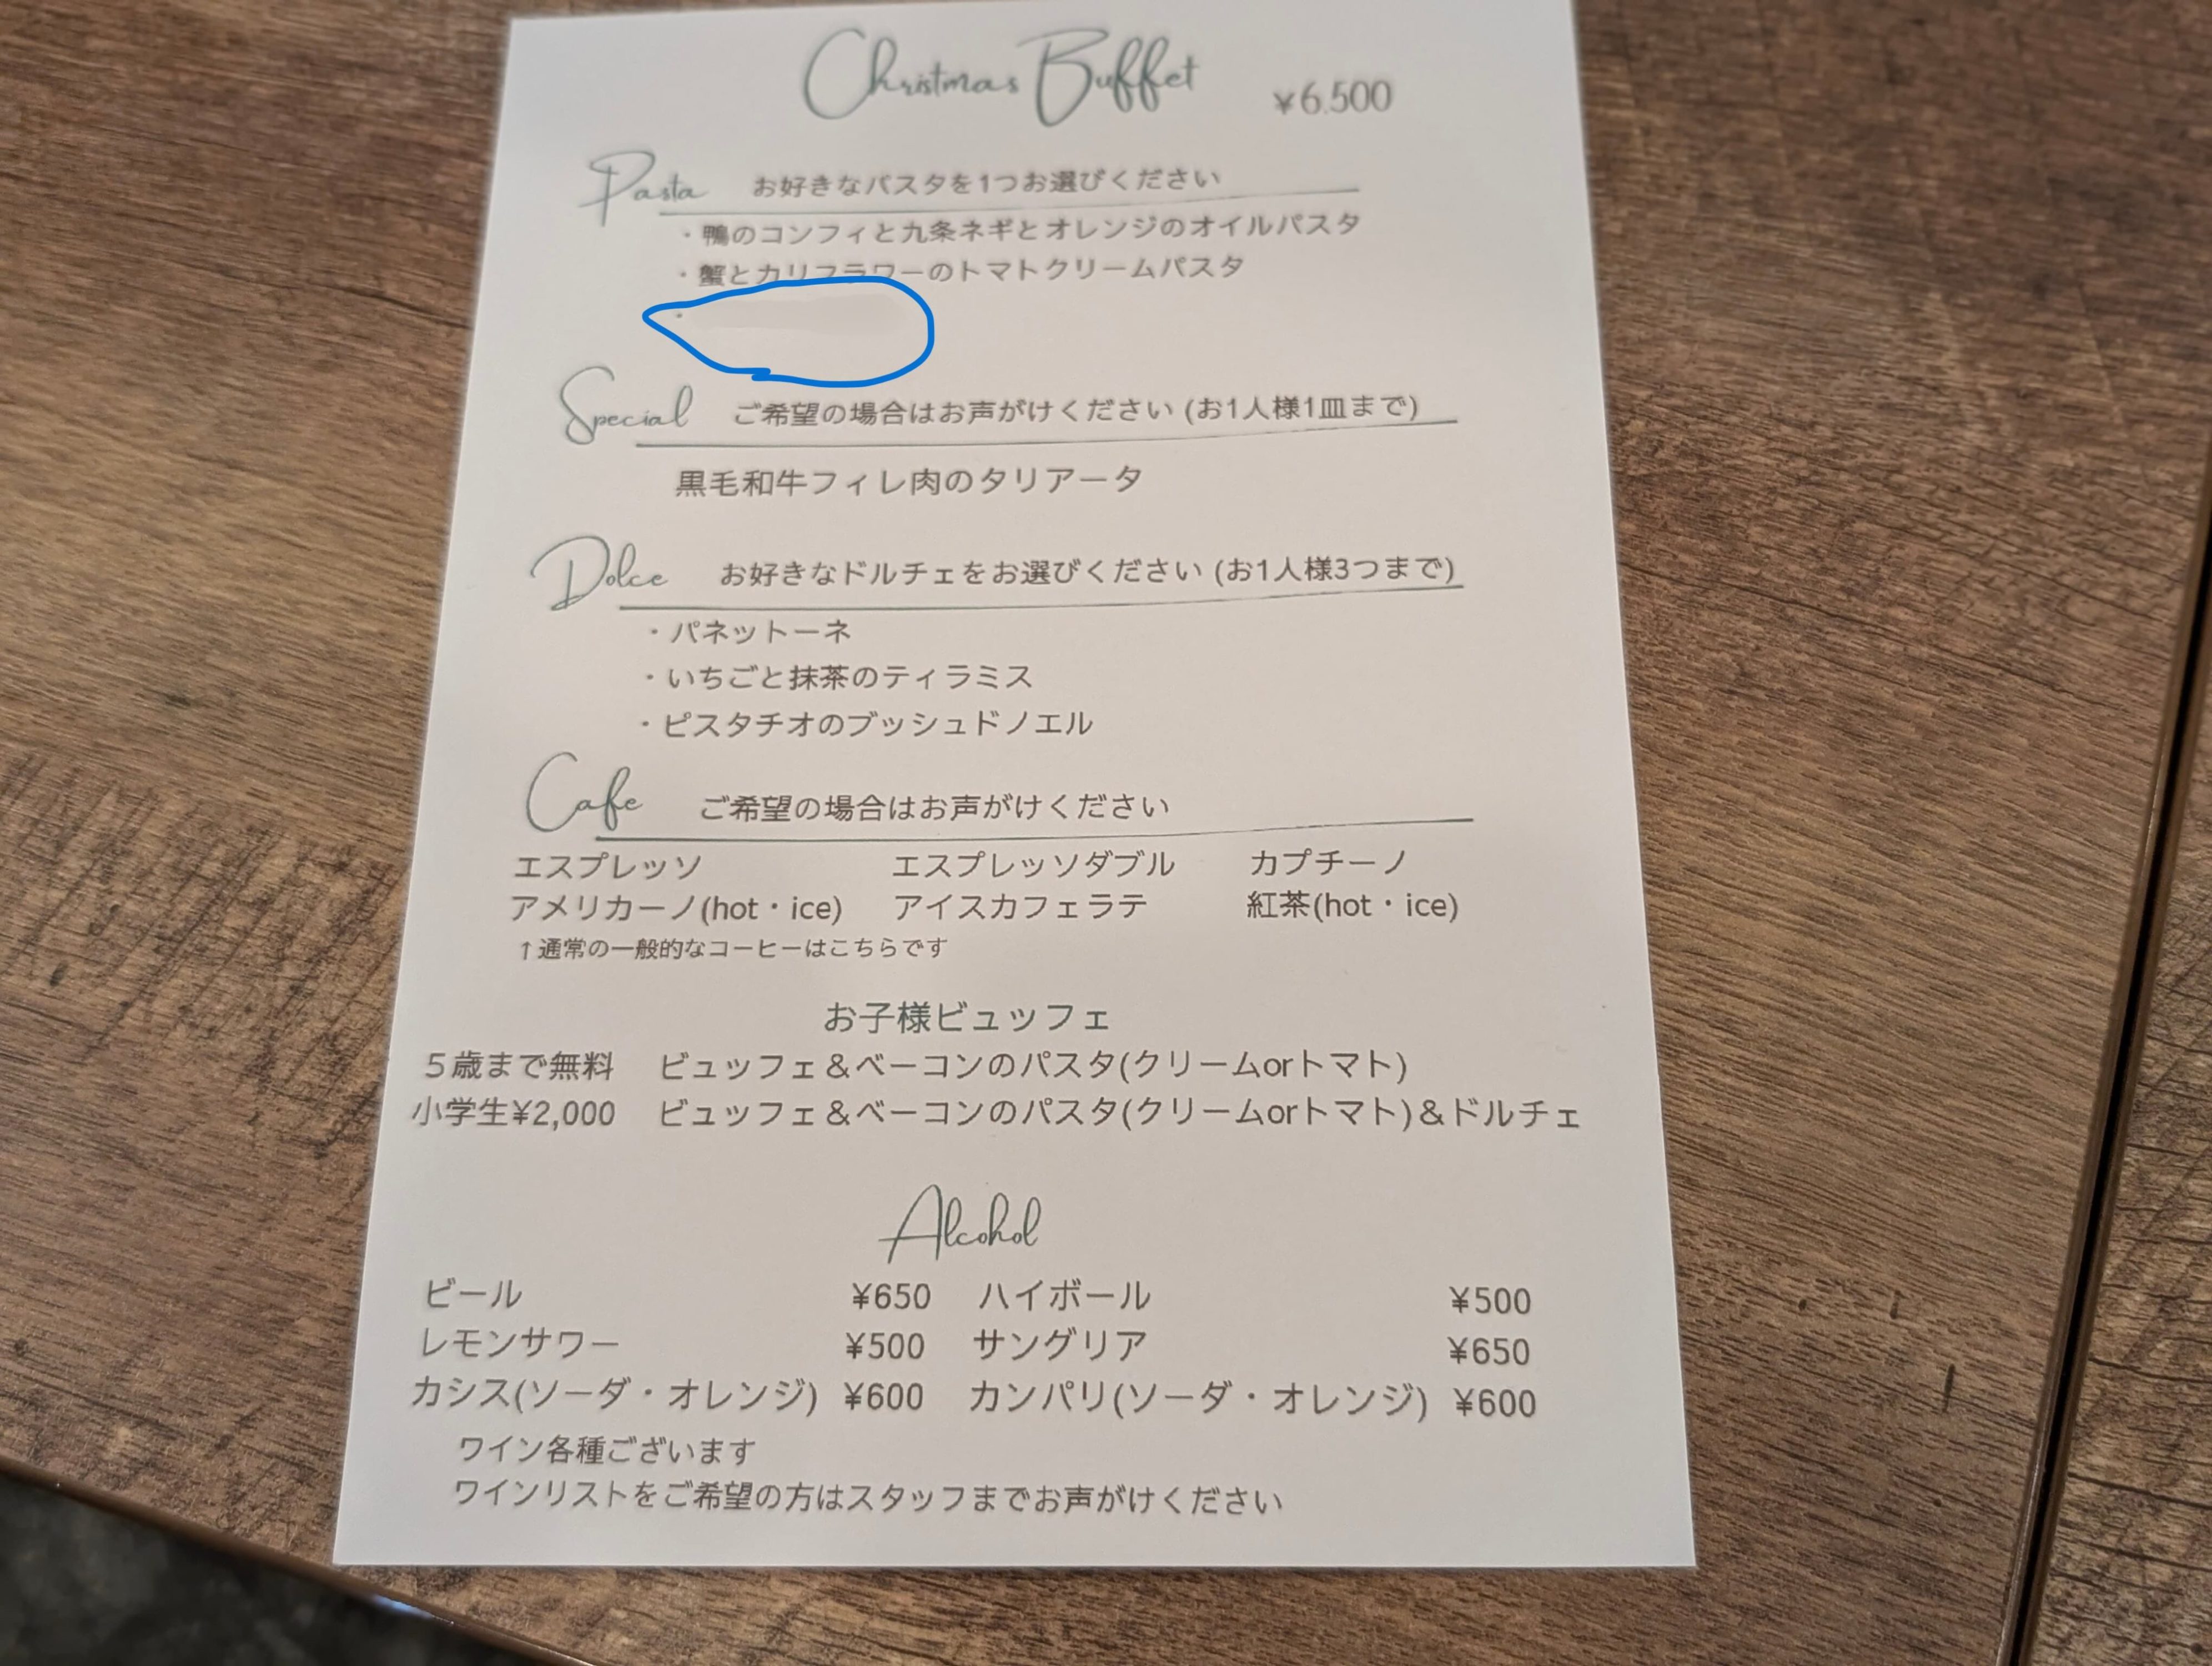 Christmas Buffet ¥6.500
Pasta お好きなパスタを1つお選びください
・鴨のコンフィと九条ネギとオレンジのオイルパスタ
・蟹とカリフラワーのトマトクリームパスタ
・
Special ご希望の場合はお声がけください (お1人様1皿まで)
黒毛和牛フィレ肉のタリアータ
Dolce お好きなドルチェをお選びください (お1人様3つまで)
・パネットーネ
・いちごと抹茶のティラミス
・ピスタチオのブッシュドノエル
Cafe ご希望の場合はお声がけください
エスプレッソ エスプレッソダブル カプチーノ
アメリカーノ(hot・ice) アイスカフェラテ 紅茶(hot・ice)
↑通常の一般的なコーヒーはこちらです
お子様ビュッフェ
５歳まで無料 ビュッフェ＆ベーコンのパスタ(クリームorトマト)
小学生¥2,000 ビュッフェ＆ベーコンのパスタ(クリームorトマト)＆ドルチェ
Alcohol
ビール ¥650 ハイボール ¥500
レモンサワー ¥500 サングリア ¥650
カシス(ソーダ・オレンジ) ¥600 カンパリ(ソーダ・オレンジ) ¥600
ワイン各種ございます
ワインリストをご希望の方はスタッフまでお声がけください